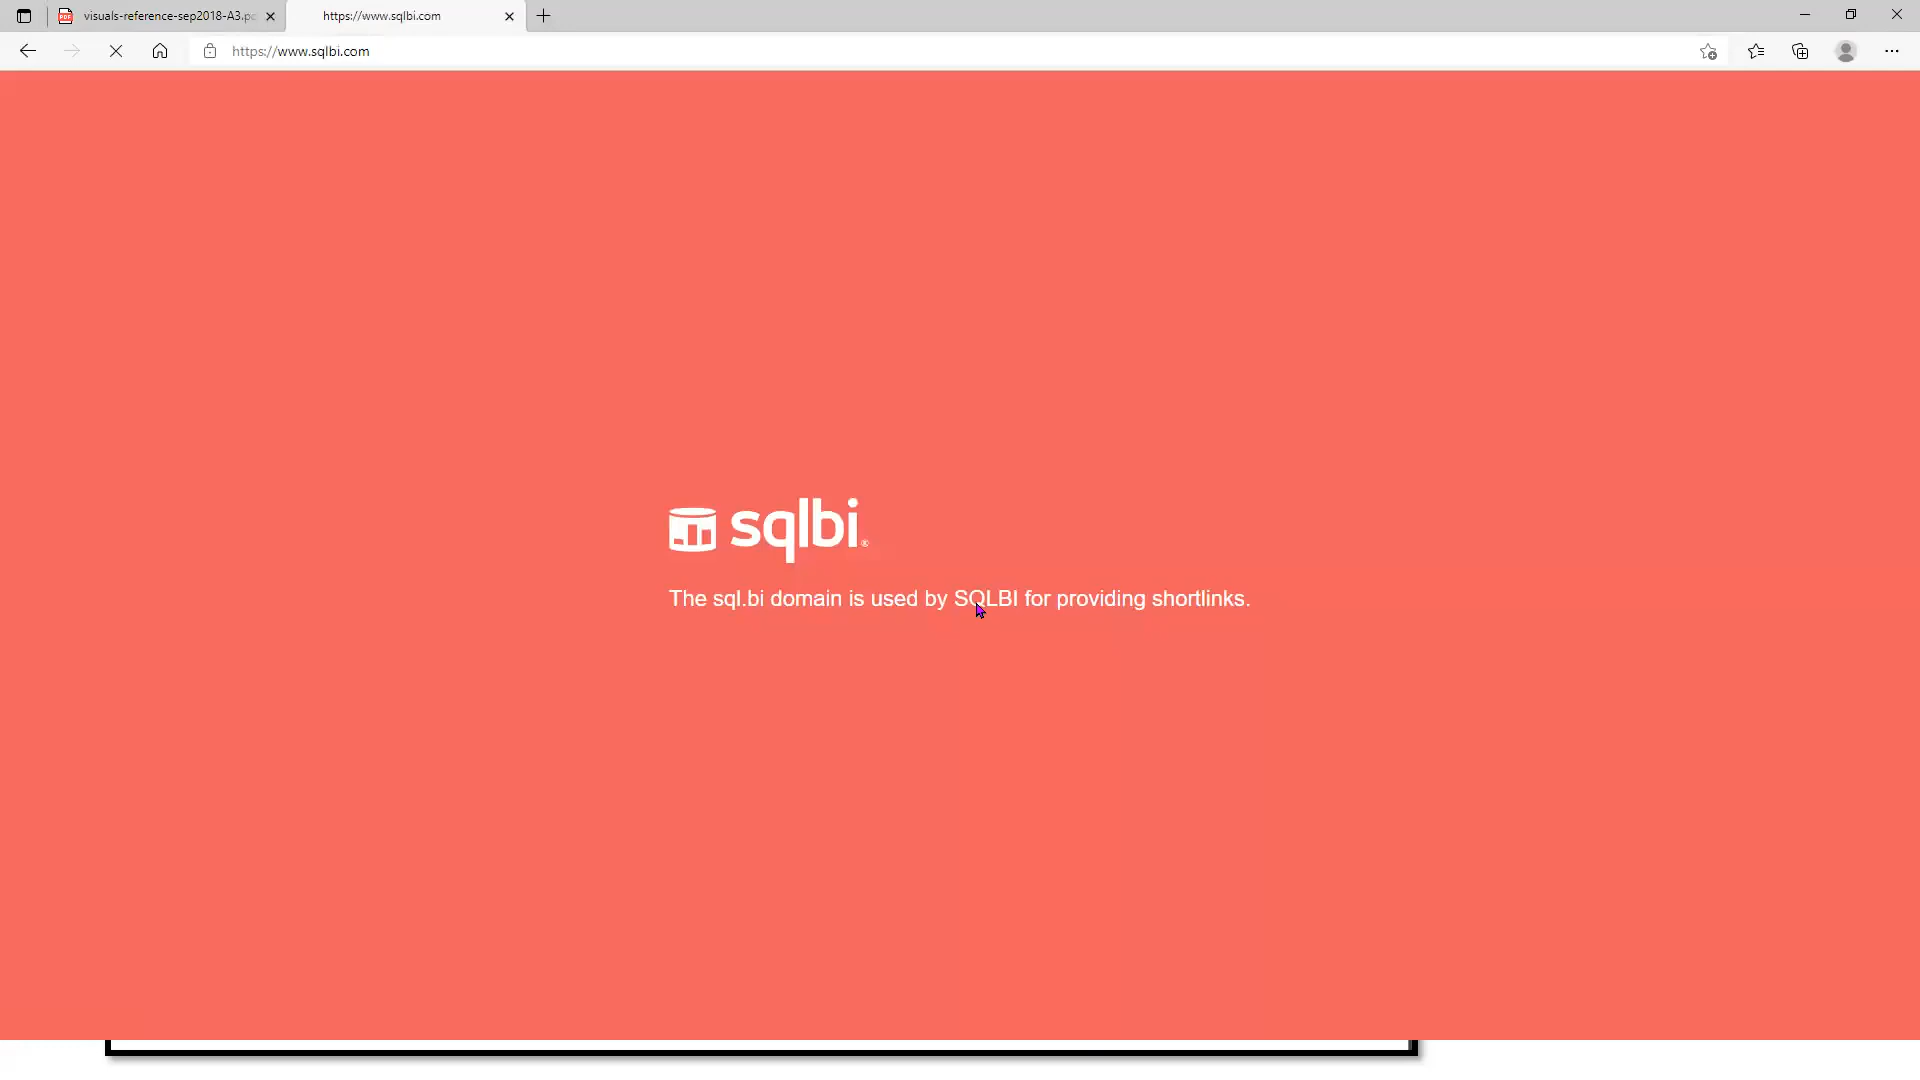 visuals-reference-sep2018-A3.p
https://www.sqlbi.com
https://www.sqlbi.com
sqlbi®
The sql.bi domain is used by SQLBI for providing shortlinks.